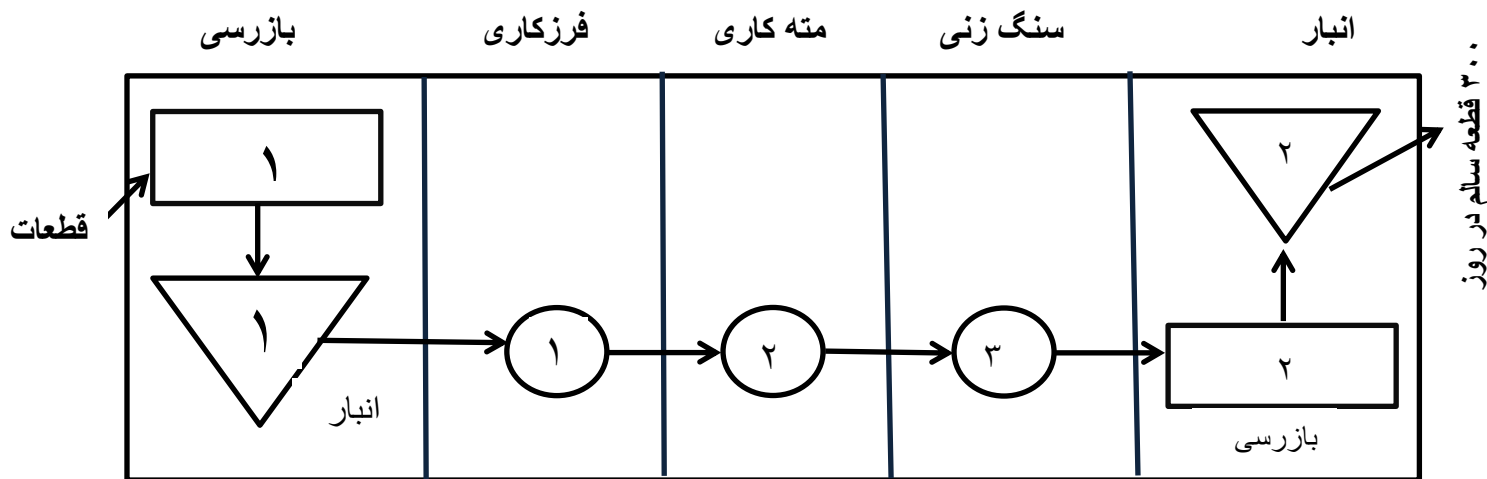 انبار سنگ زنی مته کاری فرزکاری بازرسی
۳۰۰ قطعه سالم در روز
۱
۲
قطعات
۱
۱
۲
۳
۲
انبار
بازرسی